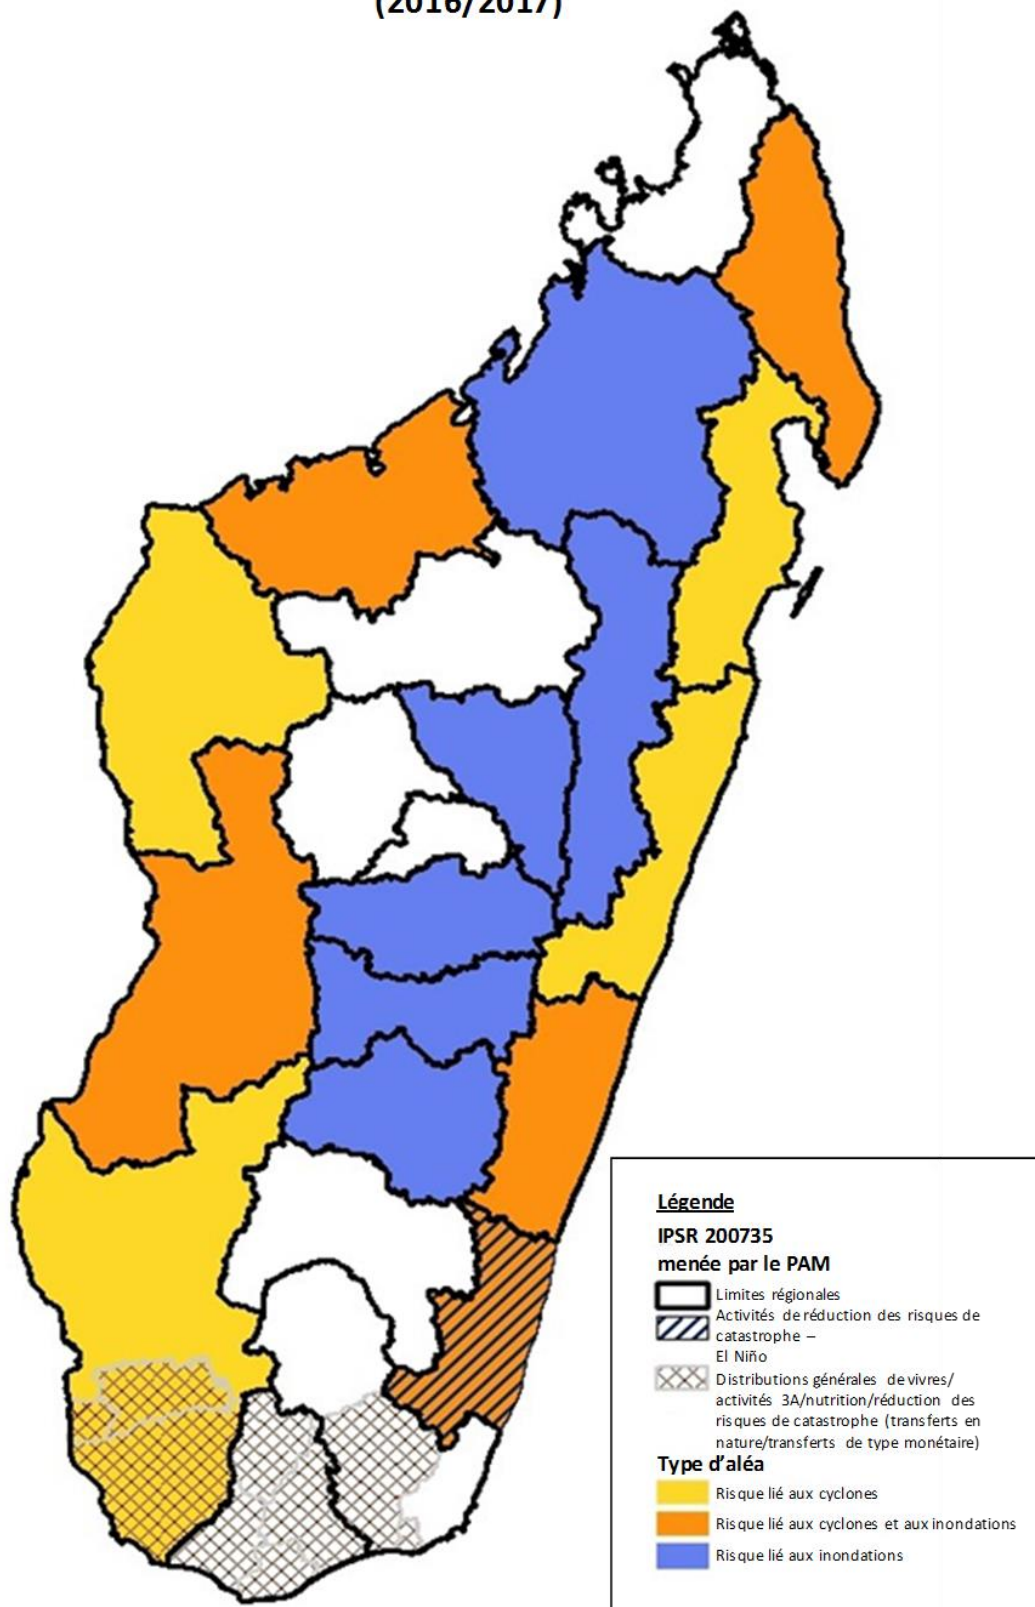 (2016/2017)
Légende
IPSR 200735
menée par le PAM
Limites régionales
Activités de réduction des risques de
catastrophe –
El Niño
Distributions générales de vivres/
activités 3A/nutrition/réduction des
risques de catastrophe (transferts en
nature/transferts de type monétaire)
Type d’aléa
Risque lié aux cyclones
Risque lié aux cyclones et aux inondations
Risque lié aux inondations